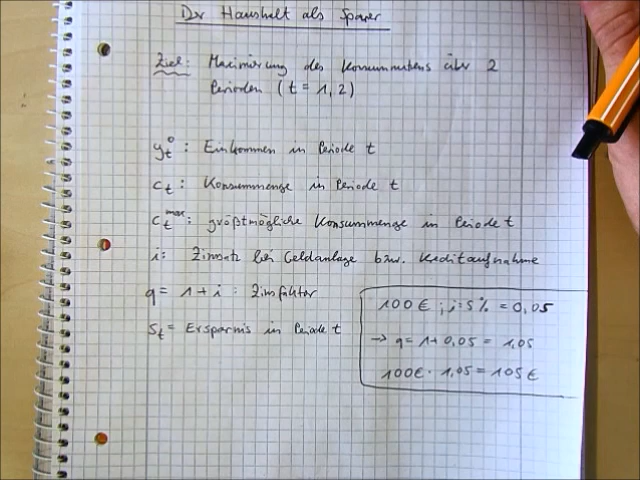 Der Haushalt als Sparer
Ziel: Maximierung des Konsumnutzens über 2
Perioden (t = 1, 2)
y_t^0 : Einkommen in Periode t
c_t : Konsummenge in Periode t
c_t^max : größtmögliche Konsummenge in Periode t
i : Zinssatz bei Geldanlage bzw. Kreditaufnahme
q = 1 + i : Zinsfaktor
S_t = Ersparnis in Periode t
100 € ; i = 5 % = 0,05
→ q = 1 + 0,05 = 1,05
100 € · 1,05 = 105 €